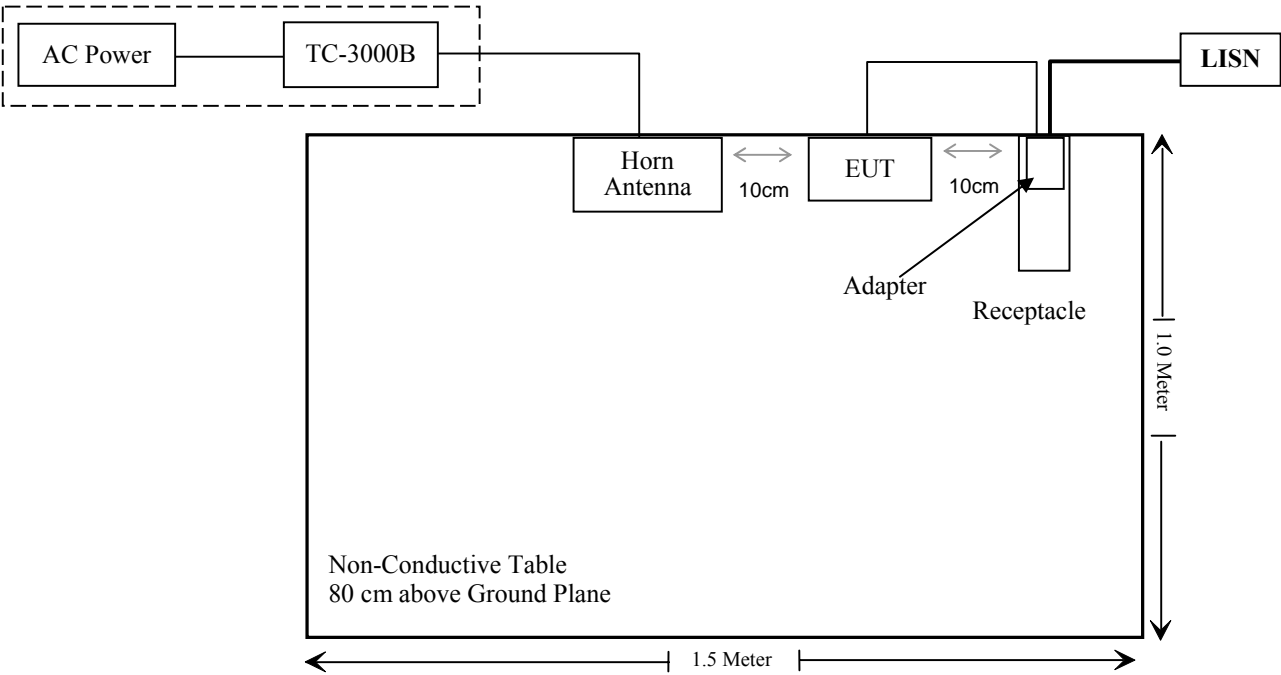 AC Power
TC-3000B
LISN
Horn
Antenna
10cm
EUT
10cm
Adapter
Receptacle
1.0 Meter
Non-Conductive Table
80 cm above Ground Plane
1.5 Meter